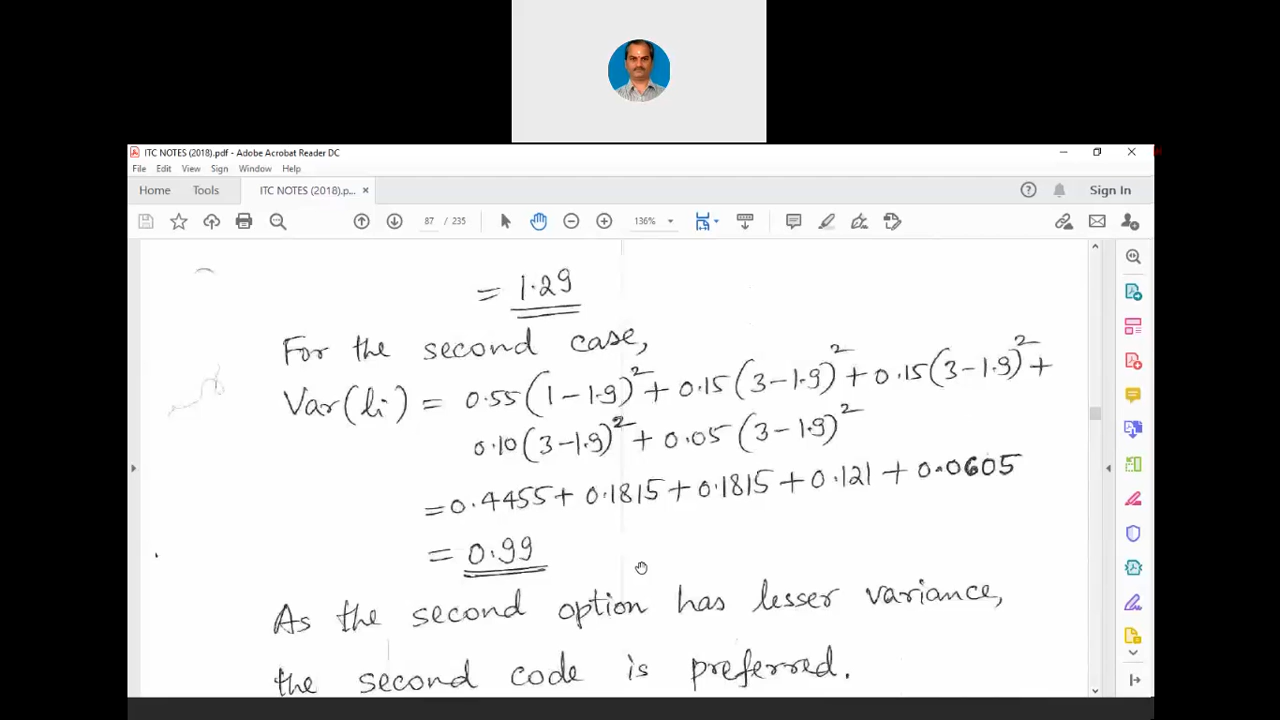 ITC NOTES (2018).pdf - Adobe Acrobat Reader DC
File Edit View Sign Window Help
Home Tools ITC NOTES (2018).p... × Sign In
87 / 235 136%
= 1.29
For the second case,
Var(li) = 0.55(1-1.9)² + 0.15(3-1.9)² + 0.15(3-1.9)² +
0.10(3-1.9)² + 0.05(3-1.9)²
= 0.4455 + 0.1815 + 0.1815 + 0.121 + 0.0605
= 0.99
As the second option has lesser variance,
the second code is preferred.